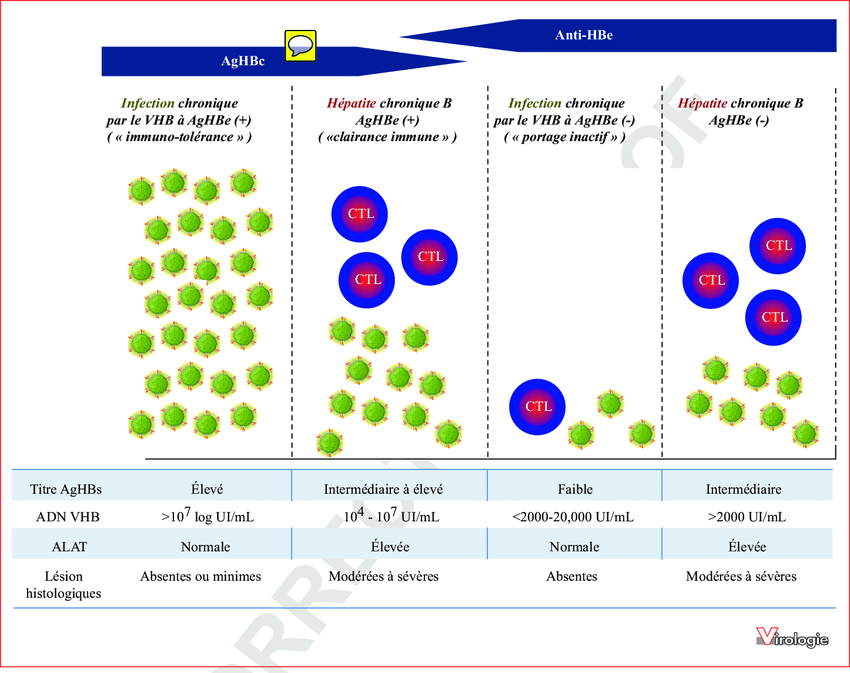 Anti-HBe
AgHBc
Infection chronique
par le VHB à AgHBe (+)
( « immuno-tolérance » )
Hépatite chronique B
AgHBe (+)
( «clairance immune » )
Infection chronique
par le VHB à AgHBe (-)
( « portage inactif » )
Hépatite chronique B
AgHBe (-)
CTL
CTL
CTL
CTL
CTL
CTL
CTL
Titre AgHBs Élevé Intermédiaire à élevé Faible Intermédiaire
ADN VHB >10⁷ log UI/mL 10⁴ - 10⁷ UI/mL <2000-20,000 UI/mL >2000 UI/mL
ALAT Normale Élevée Normale Élevée
Lésion Absentes ou minimes Modérées à sévères Absentes Modérées à sévères
histologiques
Virologie